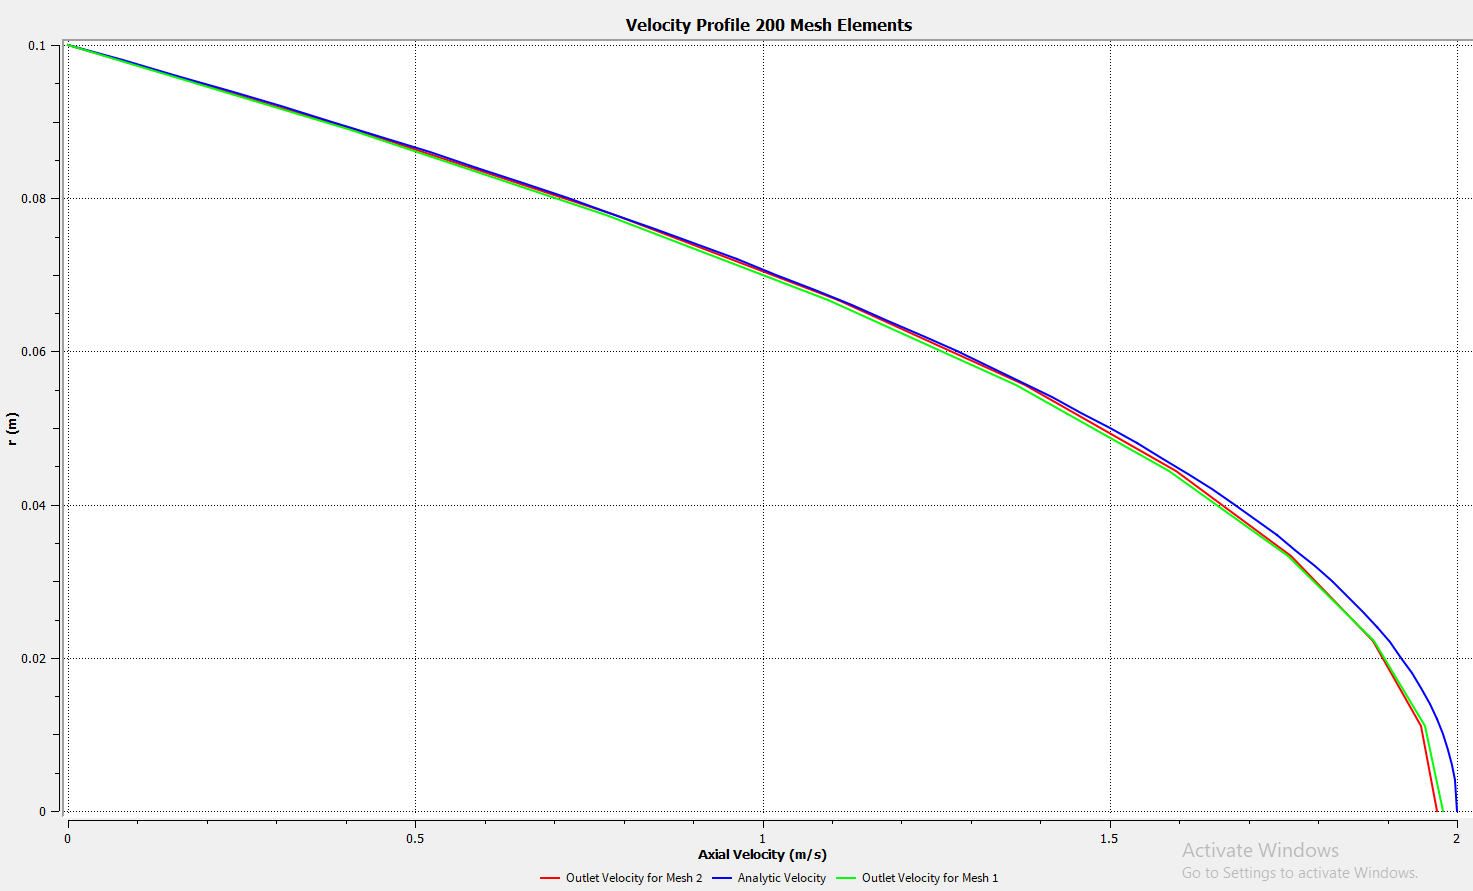 Velocity Profile 200 Mesh Elements
0.1
0.08
0.06
r (m)
0.04
0.02
0
0 0.5 1 1.5 2
Axial Velocity (m/s)
Activate Windows
Go to Settings to activate Windows.
Outlet Velocity for Mesh 2 Analytic Velocity Outlet Velocity for Mesh 1